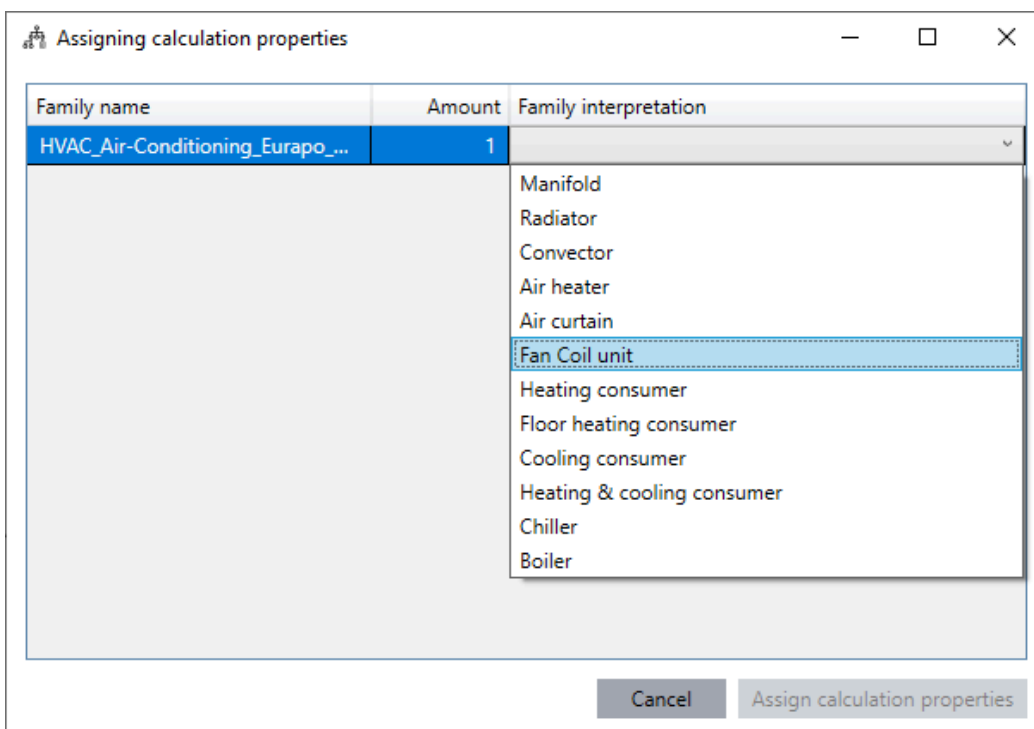 Assigning calculation properties
Family name Amount Family interpretation
HVAC_Air-Conditioning_Eurapo_... 1
Manifold
Radiator
Convector
Air heater
Air curtain
Fan Coil unit
Heating consumer
Floor heating consumer
Cooling consumer
Heating & cooling consumer
Chiller
Boiler
Cancel Assign calculation properties